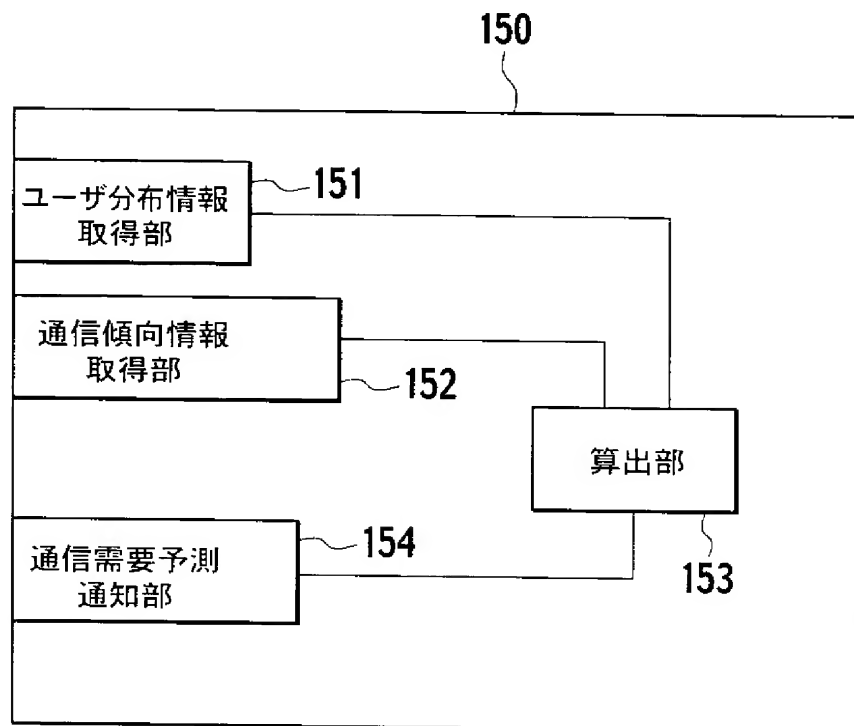 150
ユーザ分布情報
取得部
151
通信傾向情報
取得部
152
算出部
153
通信需要予測
通知部
154